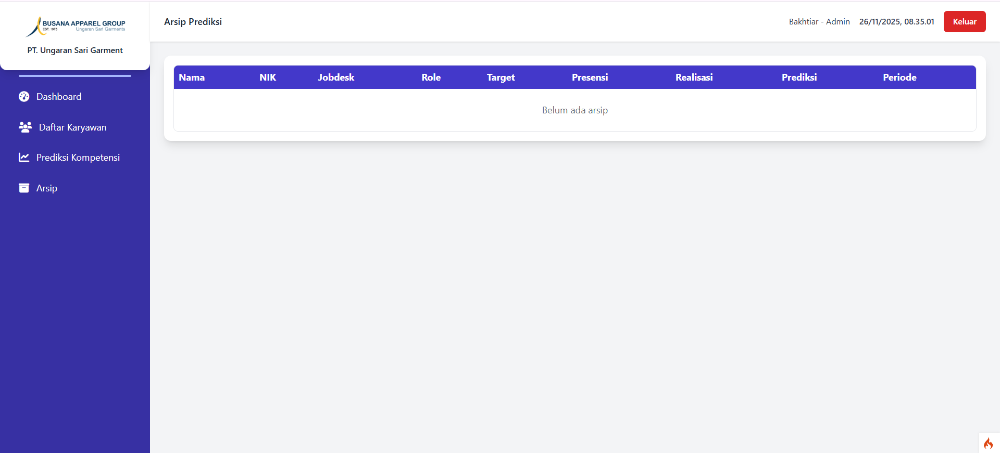 BUSANA APPAREL GROUP
EST. 1975 Ungaran Sari Garments
PT. Ungaran Sari Garment
Dashboard
Daftar Karyawan
Prediksi Kompetensi
Arsip
Arsip Prediksi
Bakhtiar - Admin 26/11/2025, 08.35.01 Keluar
Nama NIK Jobdesk Role Target Presensi Realisasi Prediksi Periode
Belum ada arsip